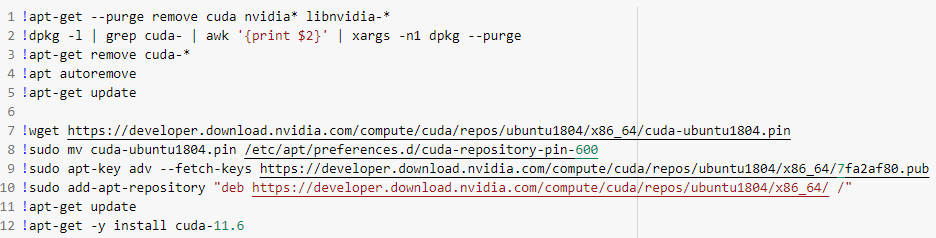 1 !apt-get --purge remove cuda nvidia* libnvidia-*
2 !dpkg -l | grep cuda- | awk '{print $2}' | xargs -n1 dpkg --purge
3 !apt-get remove cuda-*
4 !apt autoremove
5 !apt-get update
6
7 !wget https://developer.download.nvidia.com/compute/cuda/repos/ubuntu1804/x86_64/cuda-ubuntu1804.pin
8 !sudo mv cuda-ubuntu1804.pin /etc/apt/preferences.d/cuda-repository-pin-600
9 !sudo apt-key adv --fetch-keys https://developer.download.nvidia.com/compute/cuda/repos/ubuntu1804/x86_64/7fa2af80.pub
10 !sudo add-apt-repository "deb https://developer.download.nvidia.com/compute/cuda/repos/ubuntu1804/x86_64/ /"
11 !apt-get update
12 !apt-get -y install cuda-11.6